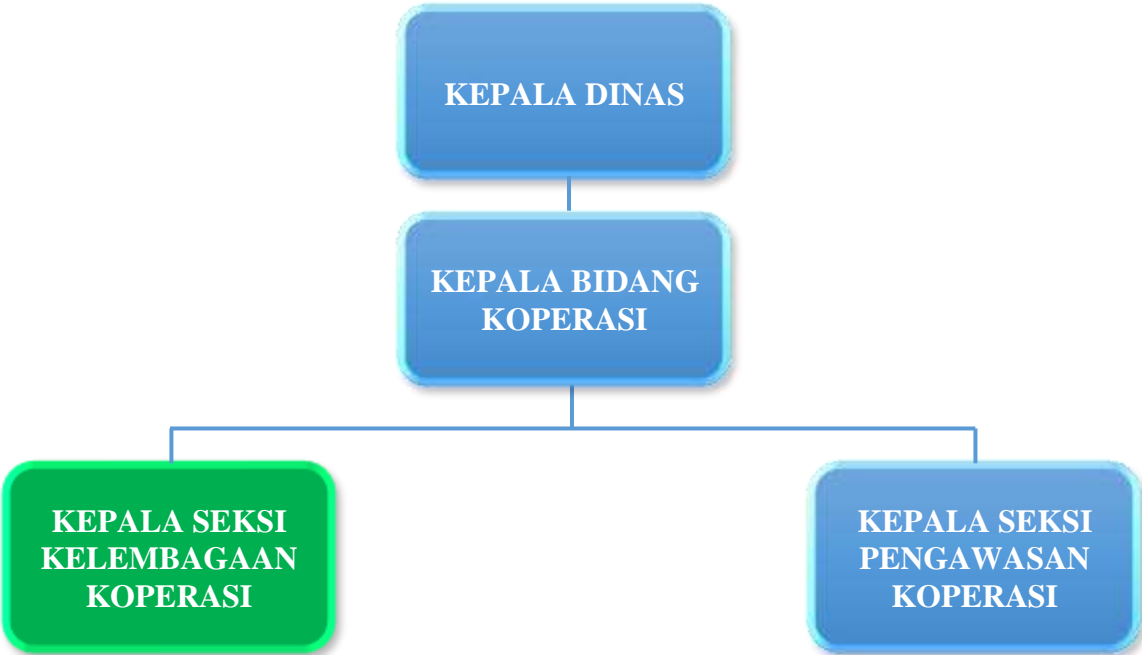 KEPALA DINAS
KEPALA BIDANG
KOPERASI
KEPALA SEKSI
KELEMBAGAAN
KOPERASI
KEPALA SEKSI
PENGAWASAN
KOPERASI